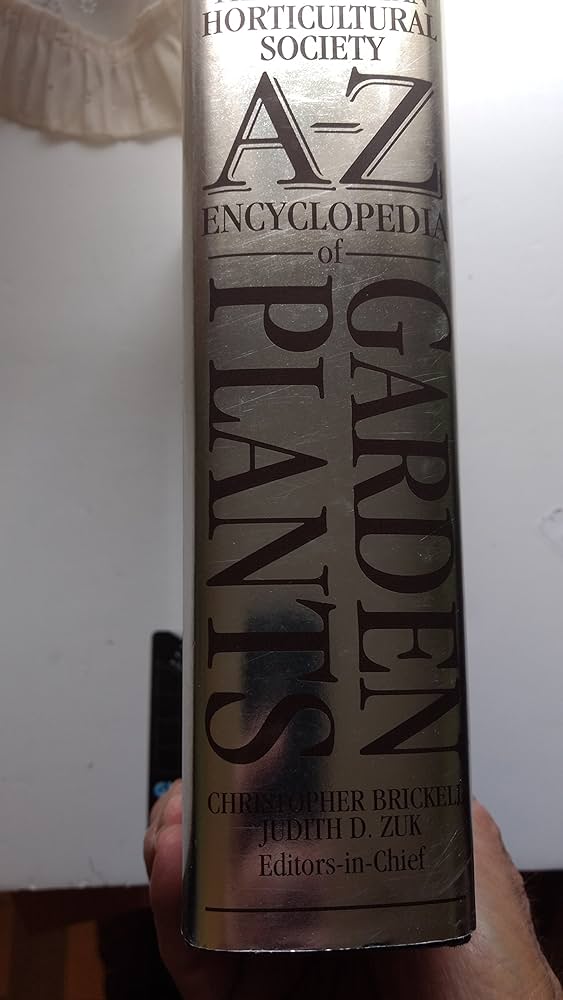 HORTICULTURAL
SOCIETY
A-Z
ENCYCLOPEDIA
of
GARDEN
PLANTS
CHRISTOPHER BRICKELL
JUDITH D. ZUK
Editors-in-Chief